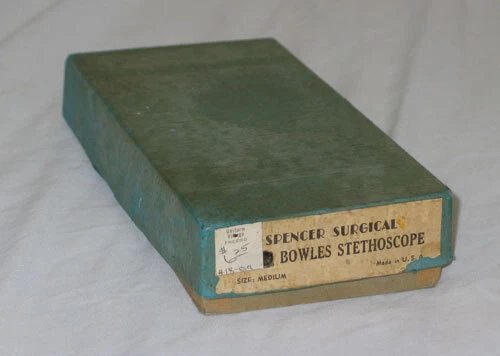 SPENCER SURGICAL
BOWLES STETHOSCOPE
Made in U.S.A
SIZE: MEDIUM
$ 25